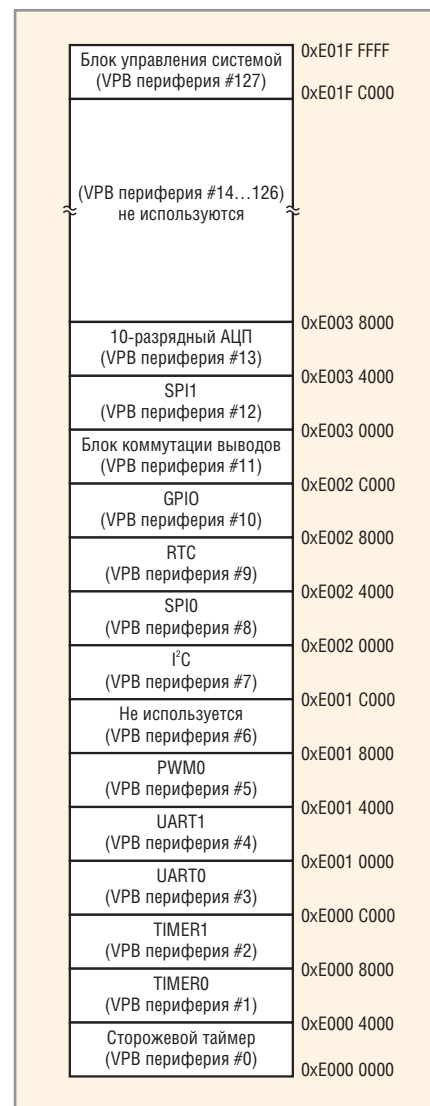 0xE01F FFFF
Блок управления системой
(VPB периферия #127)
0xE01F C000
(VPB периферия #14...126)
не используются
0xE003 8000
10-разрядный АЦП
(VPB периферия #13)
0xE003 4000
SPI1
(VPB периферия #12)
0xE003 0000
Блок коммутации выводов
(VPB периферия #11)
0xE002 C000
GPIO
(VPB периферия #10)
0xE002 8000
RTC
(VPB периферия #9)
0xE002 4000
SPI0
(VPB периферия #8)
0xE002 0000
I²C
(VPB периферия #7)
0xE001 C000
Не используется
(VPB периферия #6)
0xE001 8000
PWM0
(VPB периферия #5)
0xE001 4000
UART1
(VPB периферия #4)
0xE001 0000
UART0
(VPB периферия #3)
0xE000 C000
TIMER1
(VPB периферия #2)
0xE000 8000
TIMER0
(VPB периферия #1)
0xE000 4000
Сторожевой таймер
(VPB периферия #0)
0xE000 0000